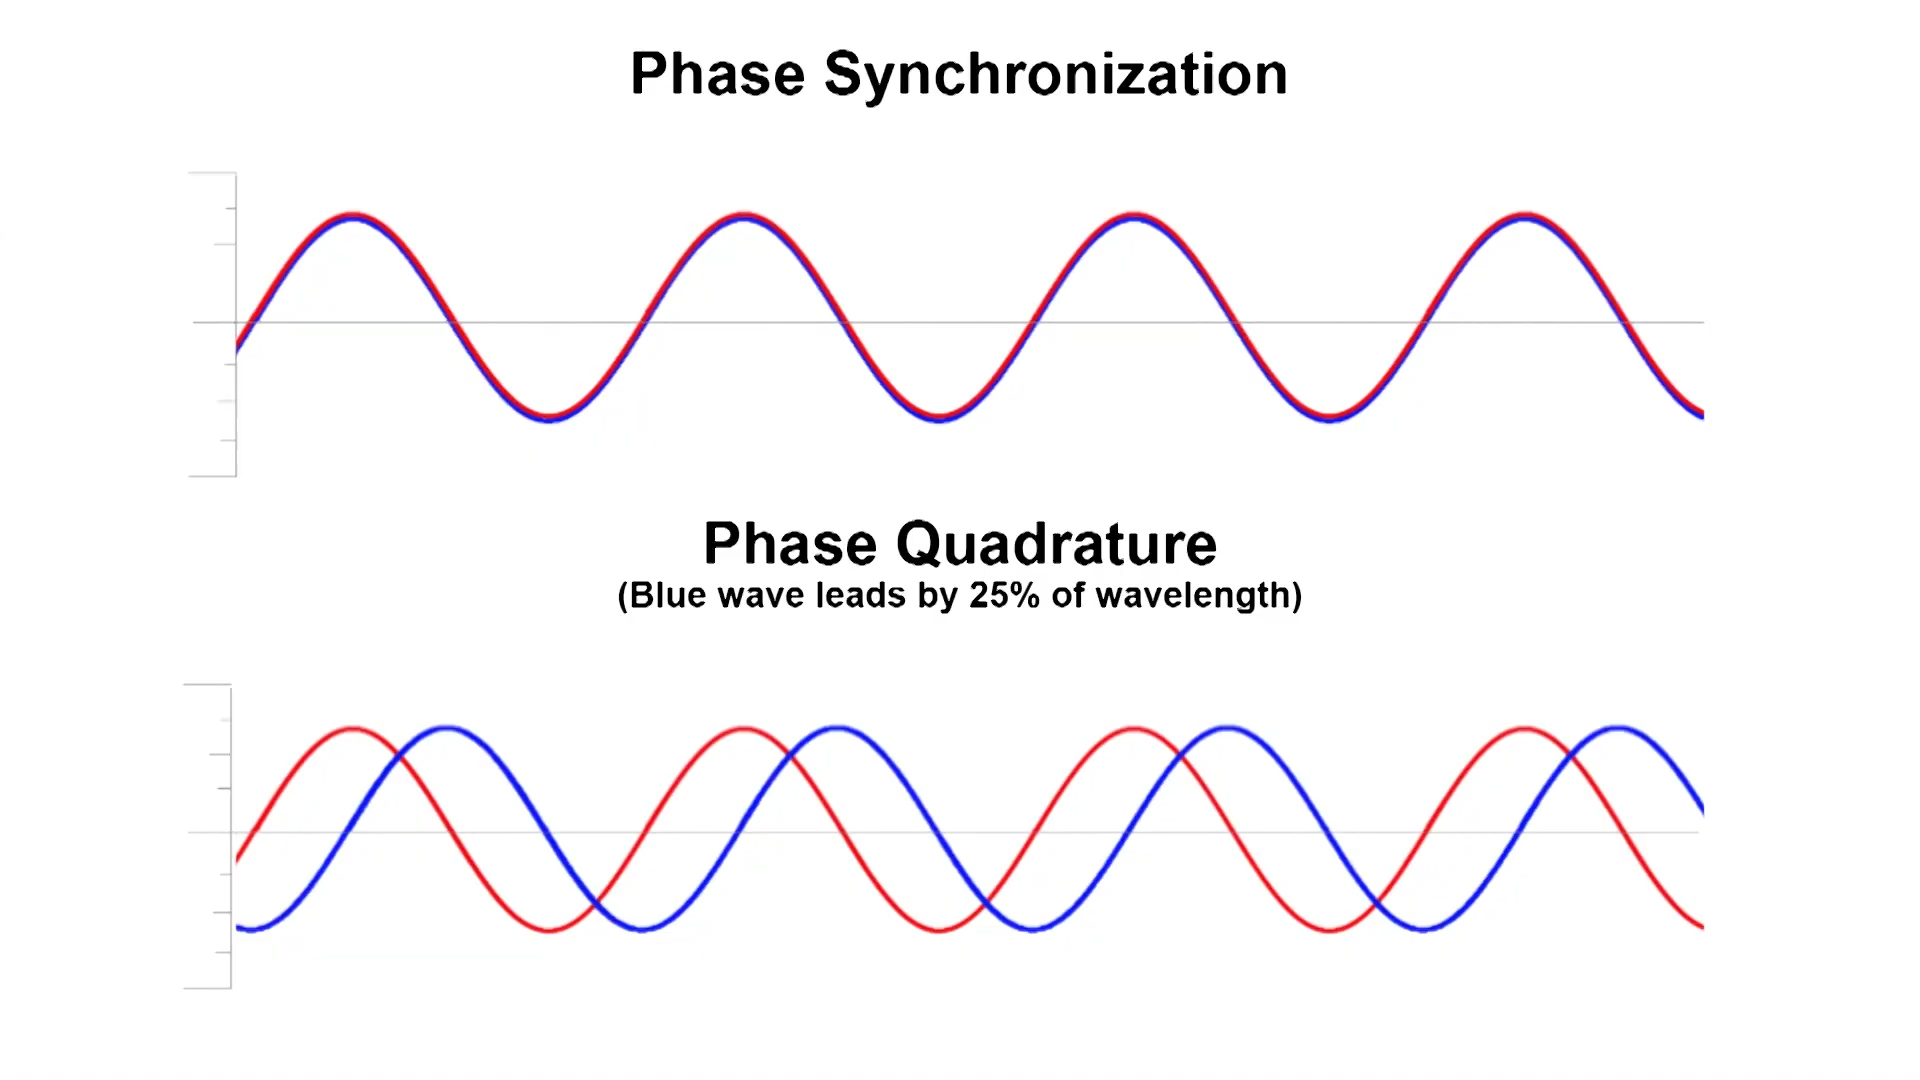 Phase Synchronization
Phase Quadrature
(Blue wave leads by 25% of wavelength)